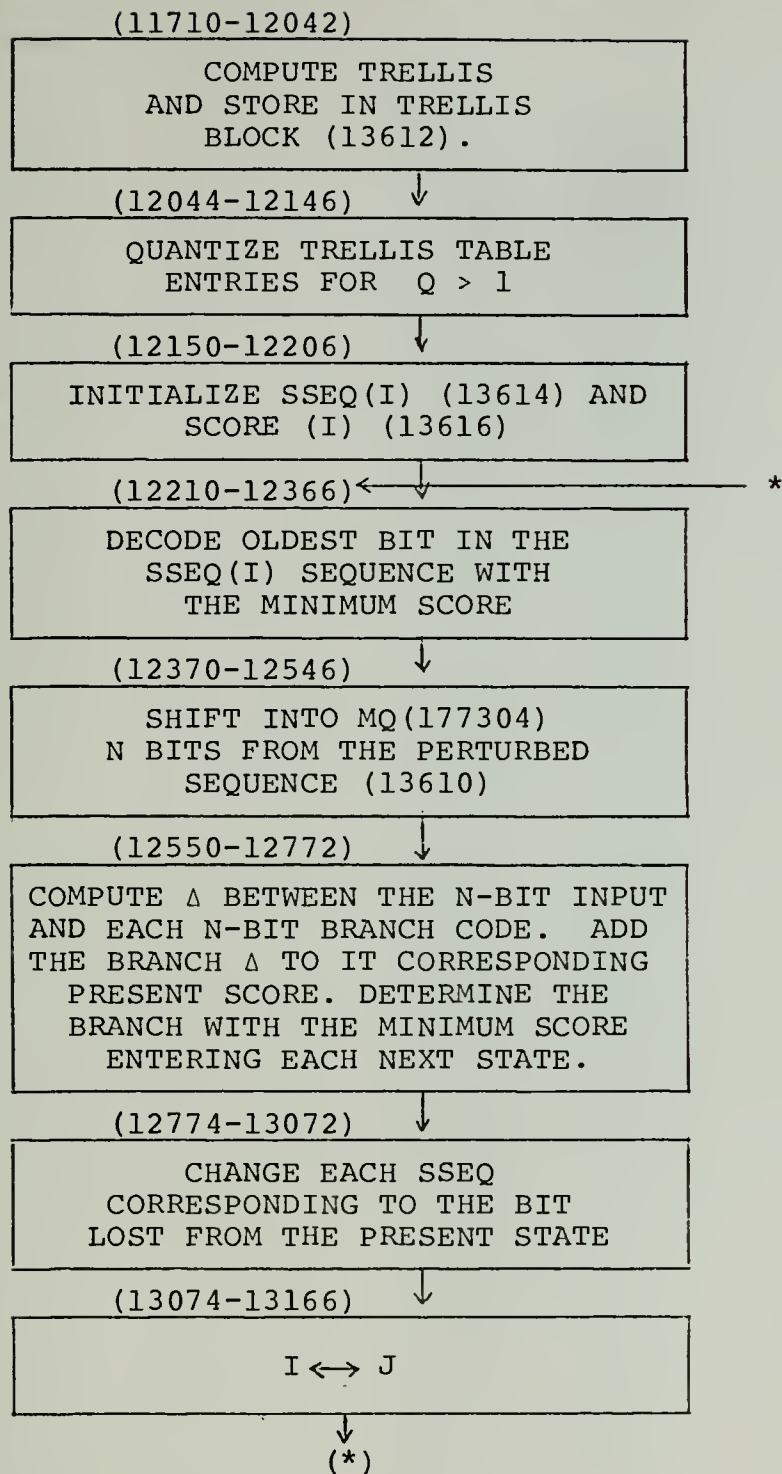 (11710-12042)
COMPUTE TRELLIS
AND STORE IN TRELLIS
BLOCK (13612).
(12044-12146)
QUANTIZE TRELLIS TABLE
ENTRIES FOR Q > 1
(12150-12206)
INITIALIZE SSEQ(I) (13614) AND
SCORE (I) (13616)
(12210-12366)
*
DECODE OLDEST BIT IN THE
SSEQ(I) SEQUENCE WITH
THE MINIMUM SCORE
(12370-12546)
SHIFT INTO MQ(177304)
N BITS FROM THE PERTURBED
SEQUENCE (13610)
(12550-12772)
COMPUTE Δ BETWEEN THE N-BIT INPUT
AND EACH N-BIT BRANCH CODE. ADD
THE BRANCH Δ TO IT CORRESPONDING
PRESENT SCORE. DETERMINE THE
BRANCH WITH THE MINIMUM SCORE
ENTERING EACH NEXT STATE.
(12774-13072)
CHANGE EACH SSEQ
CORRESPONDING TO THE BIT
LOST FROM THE PRESENT STATE
(13074-13166)
I ↔ J
(*)